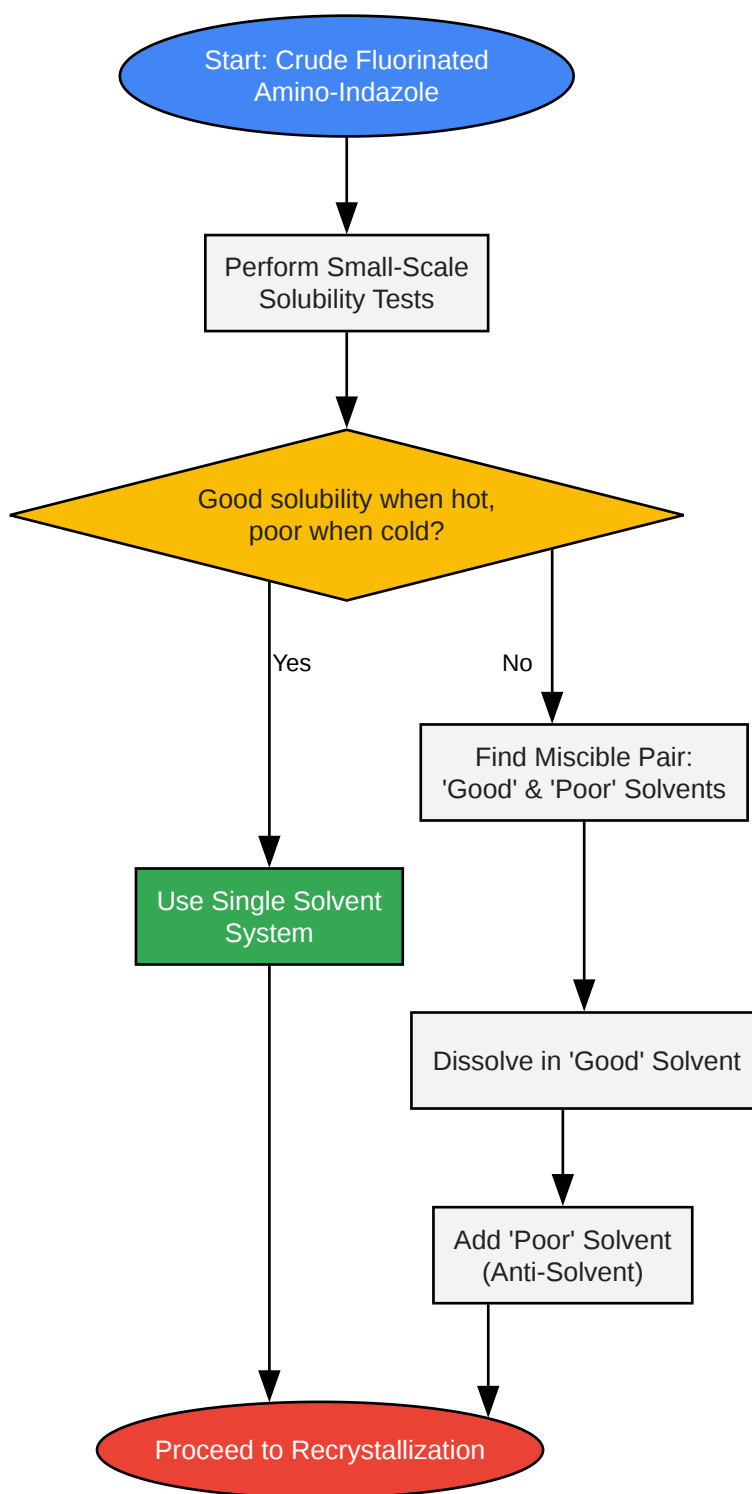 Start: Crude Fluorinated
Amino-Indazole
Perform Small-Scale
Solubility Tests
Good solubility when hot,
poor when cold?
Yes
No
Find Miscible Pair:
'Good' & 'Poor' Solvents
Use Single Solvent
System
Dissolve in 'Good' Solvent
Add 'Poor' Solvent
(Anti-Solvent)
Proceed to Recrystallization